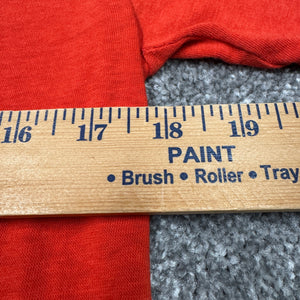 16 17 18 19
PAINT
• Brush • Roller • Tray